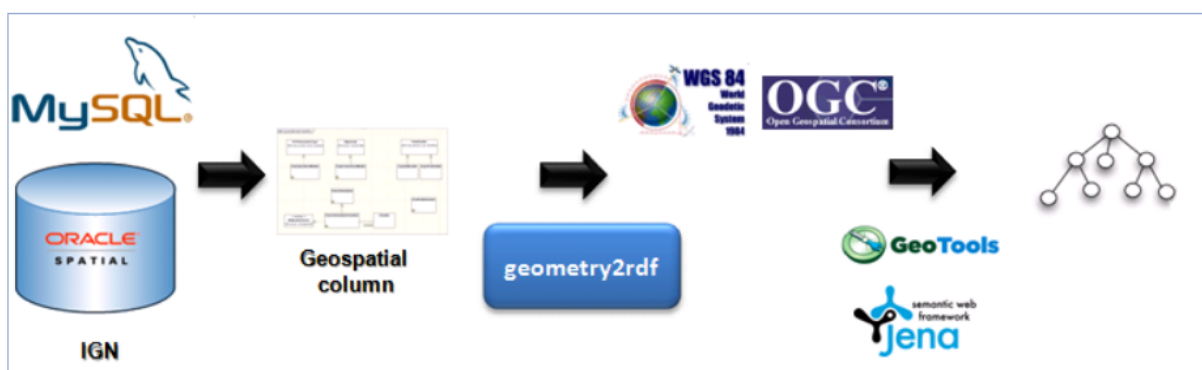 MySQL®
ORACLE
SPATIAL
IGN
Geospatial
column
geometry2rdf
WGS 84
World
Geodetic
System
1984
OGC®
Open Geospatial Consortium
GeoTools
semantic web
framework
Jena